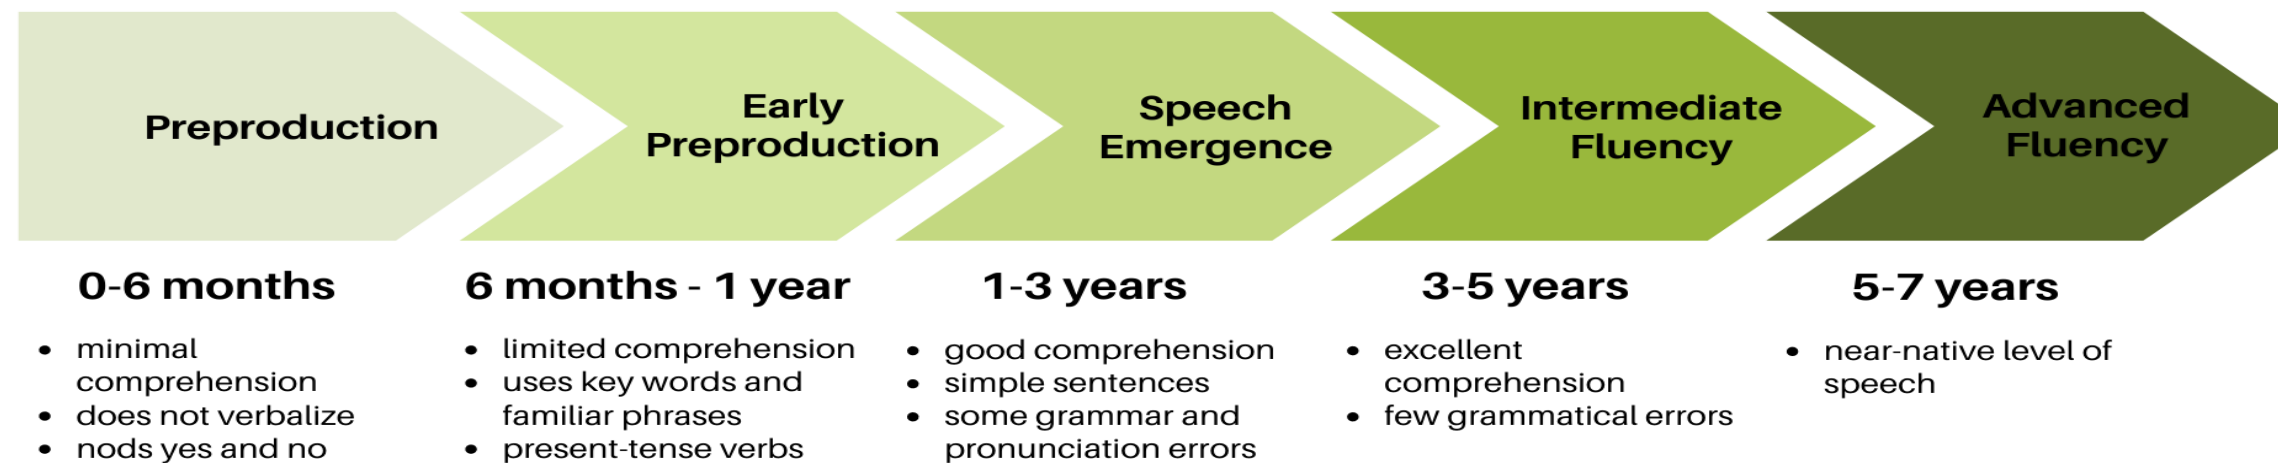 Preproduction
Early
Preproduction
Speech
Emergence
Intermediate
Fluency
Advanced
Fluency
0-6 months
• minimal
comprehension
• does not verbalize
• nods yes and no
6 months - 1 year
• limited comprehension
• uses key words and
familiar phrases
• present-tense verbs
1-3 years
• good comprehension
• simple sentences
• some grammar and
pronunciation errors
3-5 years
• excellent
comprehension
• few grammatical errors
5-7 years
• near-native level of
speech